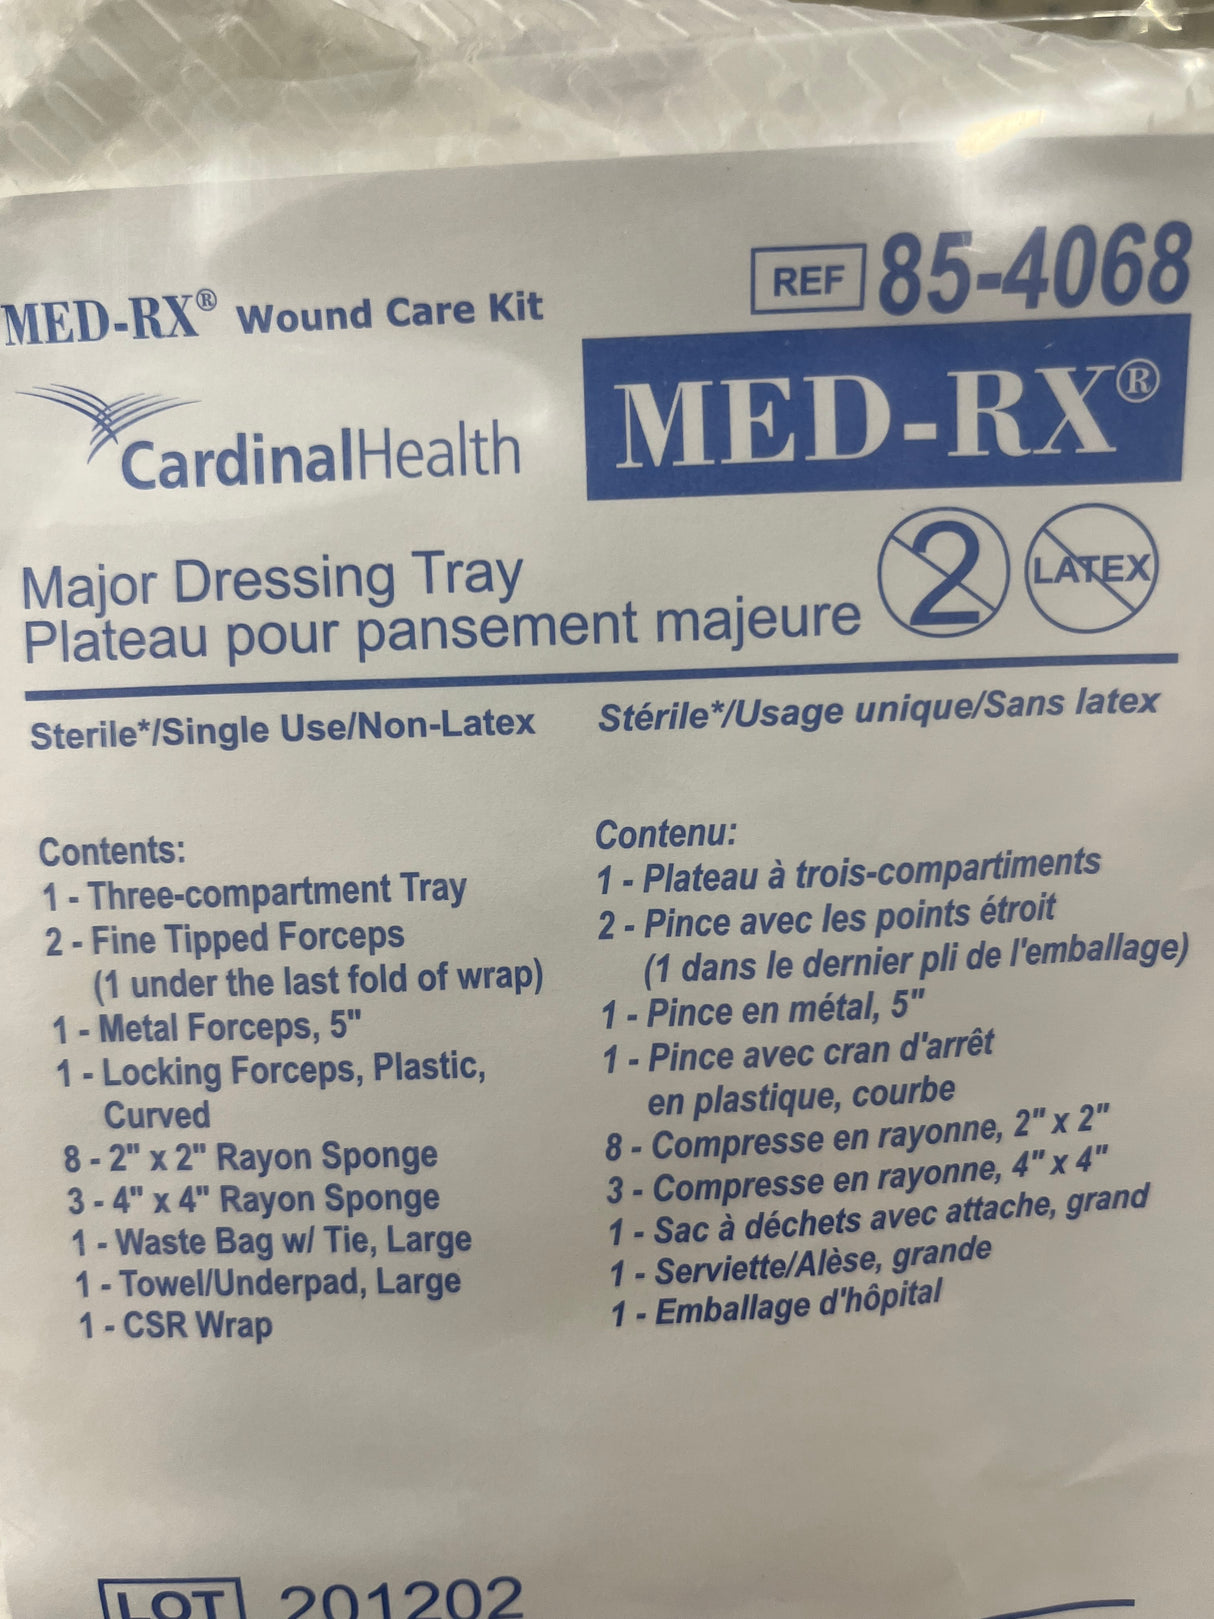 REF 85-4068
MED-RX® Wound Care Kit
MED-RX®
CardinalHealth
2
LATEX
Major Dressing Tray
Plateau pour pansement majeure
Sterile*/Single Use/Non-Latex
Stérile*/Usage unique/Sans latex
Contents:
1 - Three-compartment Tray
2 - Fine Tipped Forceps
(1 under the last fold of wrap)
1 - Metal Forceps, 5"
1 - Locking Forceps, Plastic,
Curved
8 - 2" x 2" Rayon Sponge
3 - 4" x 4" Rayon Sponge
1 - Waste Bag w/ Tie, Large
1 - Towel/Underpad, Large
1 - CSR Wrap
Contenu:
1 - Plateau à trois-compartiments
2 - Pince avec les points étroit
(1 dans le dernier pli de l'emballage)
1 - Pince en métal, 5"
1 - Pince avec cran d'arrêt
en plastique, courbe
8 - Compresse en rayonne, 2" x 2"
3 - Compresse en rayonne, 4" x 4"
1 - Sac à déchets avec attache, grand
1 - Serviette/Alèse, grande
1 - Emballage d'hôpital
LOT 201202